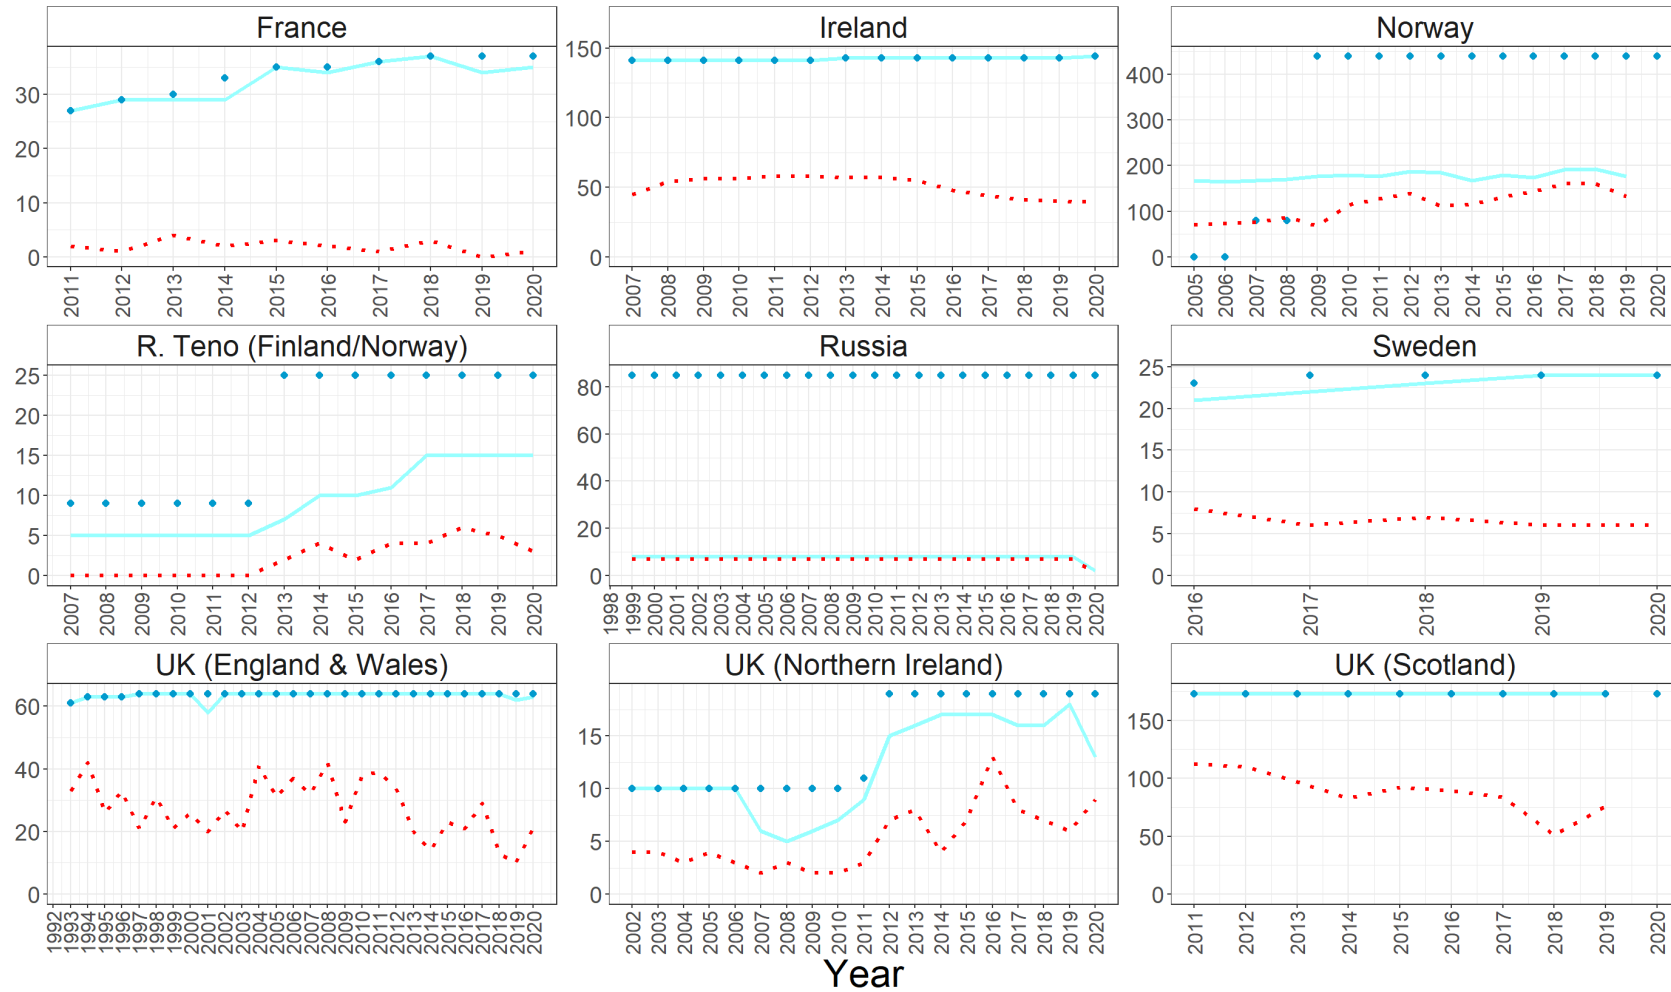 France Ireland Norway
0 10 20 30
2011 2012 2013 2014 2015 2016 2017 2018 2019 2020
0 50 100 150
2007 2008 2009 2010 2011 2012 2013 2014 2015 2016 2017 2018 2019 2020
0 100 200 300 400
2005 2006 2007 2008 2009 2010 2011 2012 2013 2014 2015 2016 2017 2018 2019 2020
R. Teno (Finland/Norway) Russia Sweden
0 5 10 15 20 25
2007 2008 2009 2010 2011 2012 2013 2014 2015 2016 2017 2018 2019 2020
0 20 40 60 80
1998 1999 2000 2001 2002 2003 2004 2005 2006 2007 2008 2009 2010 2011 2012 2013 2014 2015 2016 2017 2018 2019 2020
0 5 10 15 20 25
2016 2017 2018 2019 2020
UK (England & Wales) UK (Northern Ireland) UK (Scotland)
0 20 40 60
1992 1993 1994 1995 1996 1997 1998 1999 2000 2001 2002 2003 2004 2005 2006 2007 2008 2009 2010 2011 2012 2013 2014 2015 2016 2017 2018 2019 2020
0 5 10 15
2002 2003 2004 2005 2006 2007 2008 2009 2010 2011 2012 2013 2014 2015 2016 2017 2018 2019 2020
0 50 100 150
2011 2012 2013 2014 2015 2016 2017 2018 2019 2020
Year